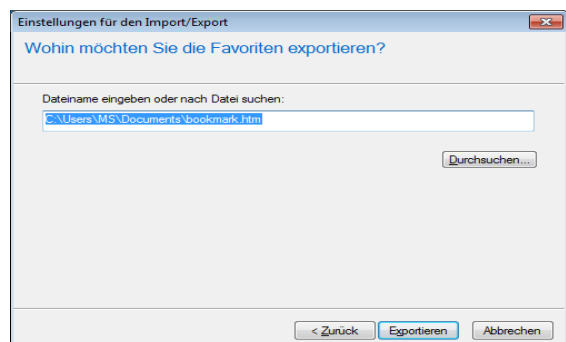 Einstellungen für den Import/Export
Wohin möchten Sie die Favoriten exportieren?
Dateiname eingeben oder nach Datei suchen:
C:\Users\MS\Documents\bookmark.htm
Durchsuchen...
< Zurück
Exportieren
Abbrechen